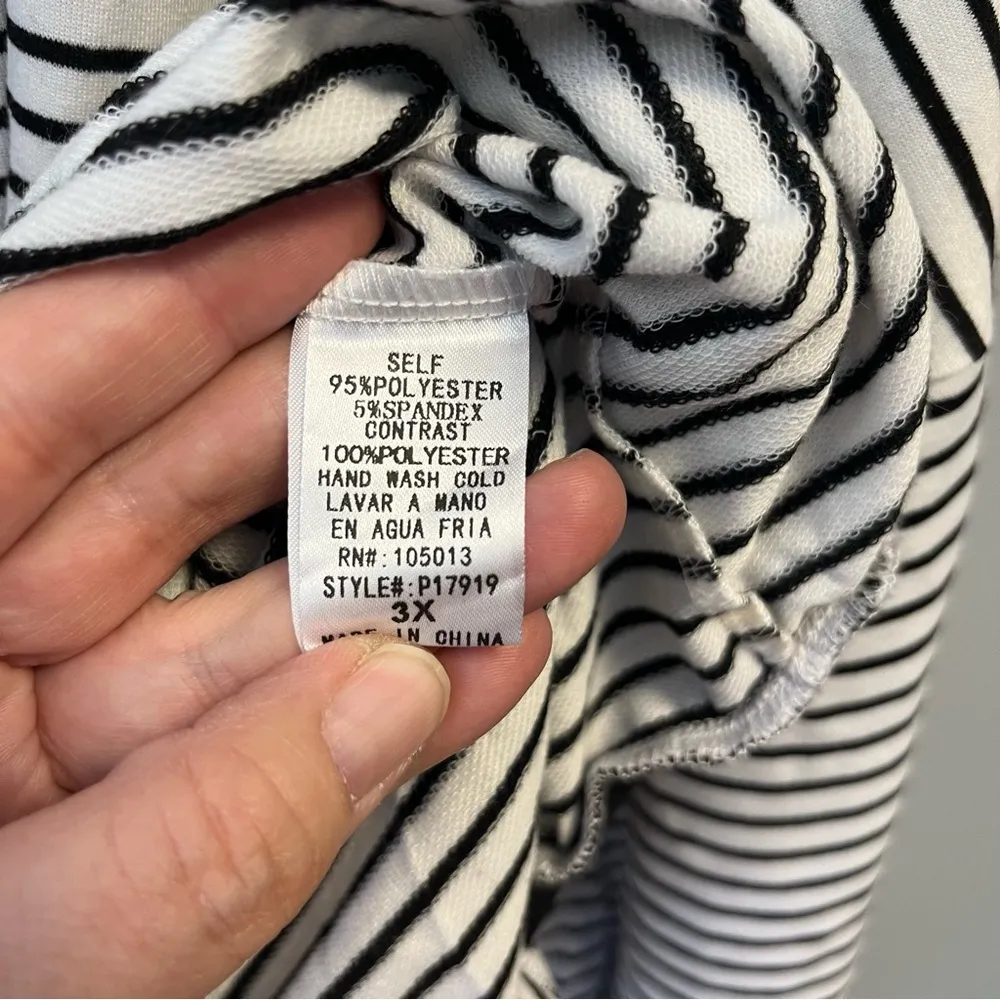 SELF
95%POLYESTER
5%SPANDEX
CONTRAST
100%POLYESTER
HAND WASH COLD
LAVAR A MANO
EN AGUA FRIA
RN#:105013
STYLE#:P17919
3X
MADE IN CHINA